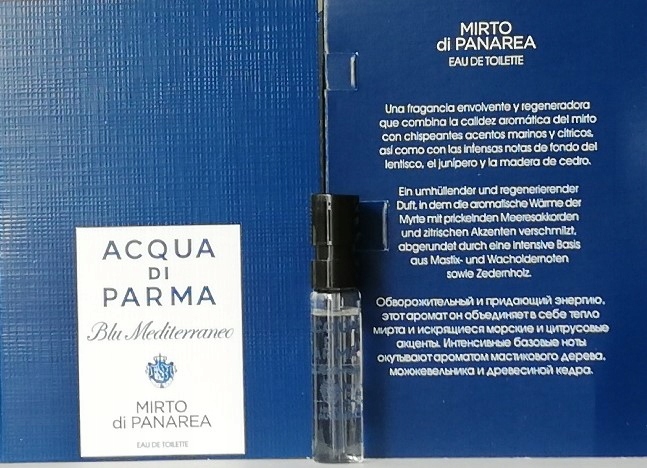 ACQUA
DI
PARMA
Blu Mediterraneo
MIRTO
di PANAREA
EAU DE TOILETTE
MIRTO
di PANAREA
EAU DE TOILETTE
Una fragancia envolvente y regeneradora
que combina la calidez aromática del mirto
con chispeantes acentos marinos y cítricos,
así como con las intensas notas de fondo del
lentisco, el junípero y la madera de cedro.
Ein umhüllender und regenerierender
Duft, in dem die aromatische Wärme der
Myrte mit prickelnden Meeresakkorden
und zitrischen Akzenten verschmilzt,
abgerundet durch eine intensive Basis
aus Mastix- und Wacholdernoten
sowie Zedernholz.
Обворожительный и придающий энергию,
этот аромат он объединяет в себе тепло
мирта и искрящиеся морские и цитрусовые
акценты. Интенсивные базовые ноты
окутывают ароматом мастикового дерева,
можжевельника и древесиной кедра.